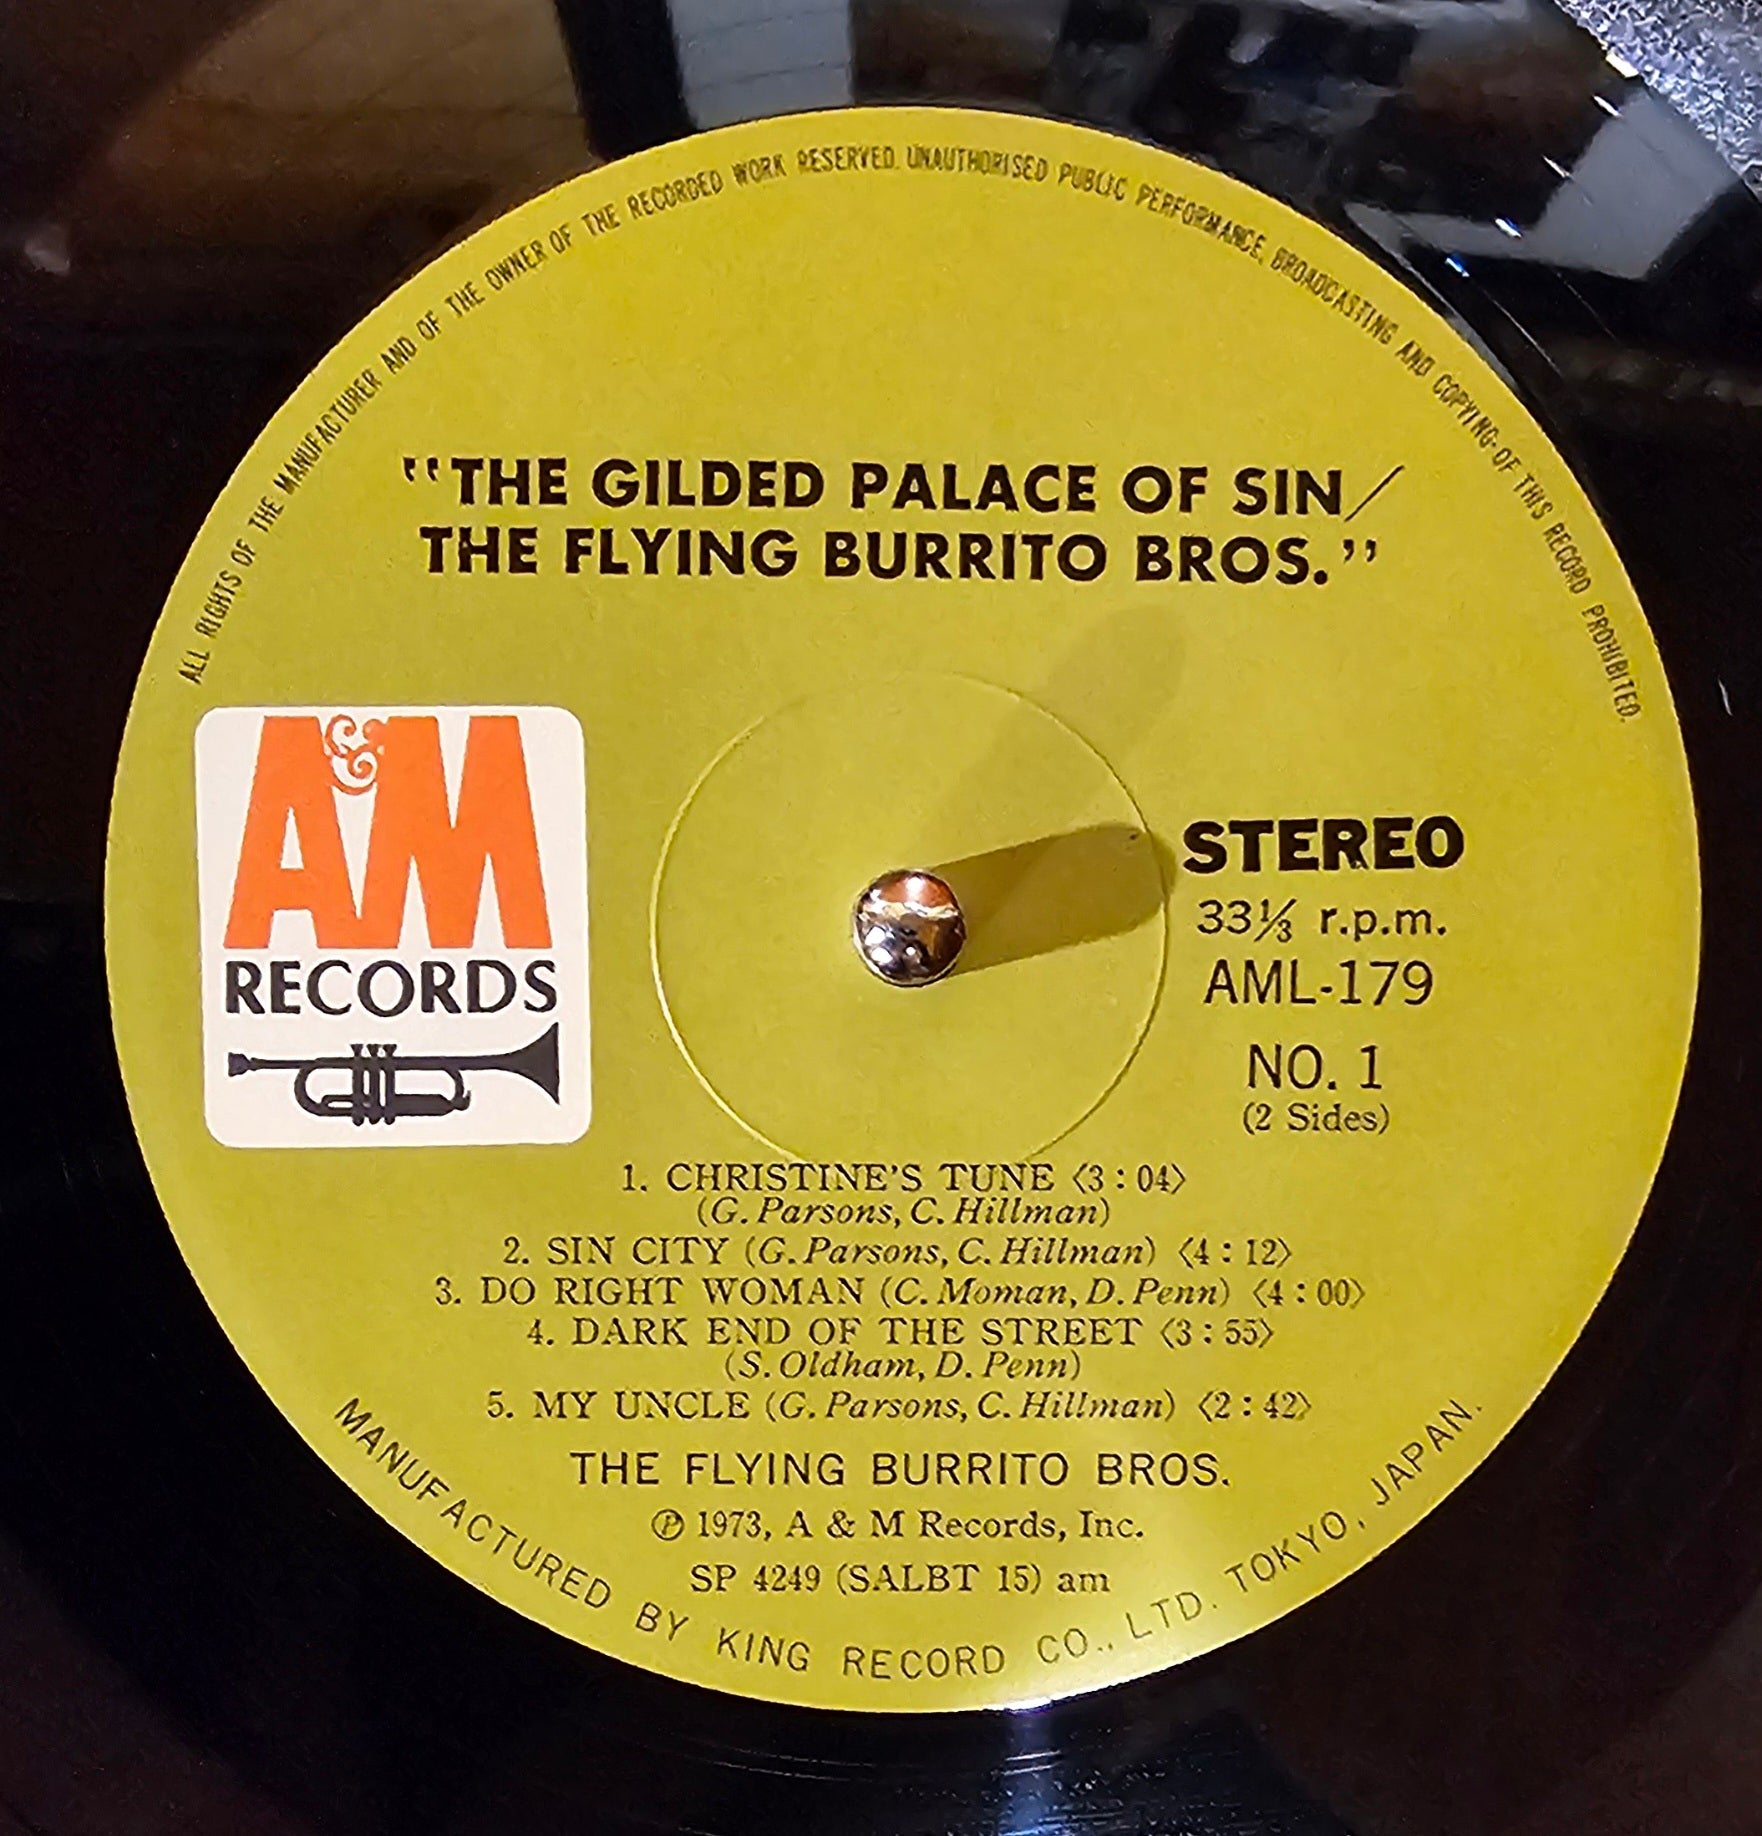 ALL RIGHTS OF THE MANUFACTURER AND OF THE OWNER OF THE RECORDED WORK RESERVED. UNAUTHORISED PUBLIC PERFORMANCE, BROADCASTING AND COPYING OF THIS RECORD PROHIBITED.
"THE GILDED PALACE OF SIN/
THE FLYING BURRITO BROS."
A&M
RECORDS
STEREO
33⅓ r.p.m.
AML-179
NO. 1
(2 Sides)
1. CHRISTINE'S TUNE 〈3:04〉
(G. Parsons, C. Hillman)
2. SIN CITY (G. Parsons, C. Hillman) 〈4:12〉
3. DO RIGHT WOMAN (C. Moman, D. Penn) 〈4:00〉
4. DARK END OF THE STREET 〈3:55〉
(S. Oldham, D. Penn)
5. MY UNCLE (G. Parsons, C. Hillman) 〈2:42〉
THE FLYING BURRITO BROS.
℗ 1973, A & M Records, Inc.
SP 4249 (SALBT 15) am
MANUFACTURED BY KING RECORD CO., LTD. TOKYO, JAPAN.